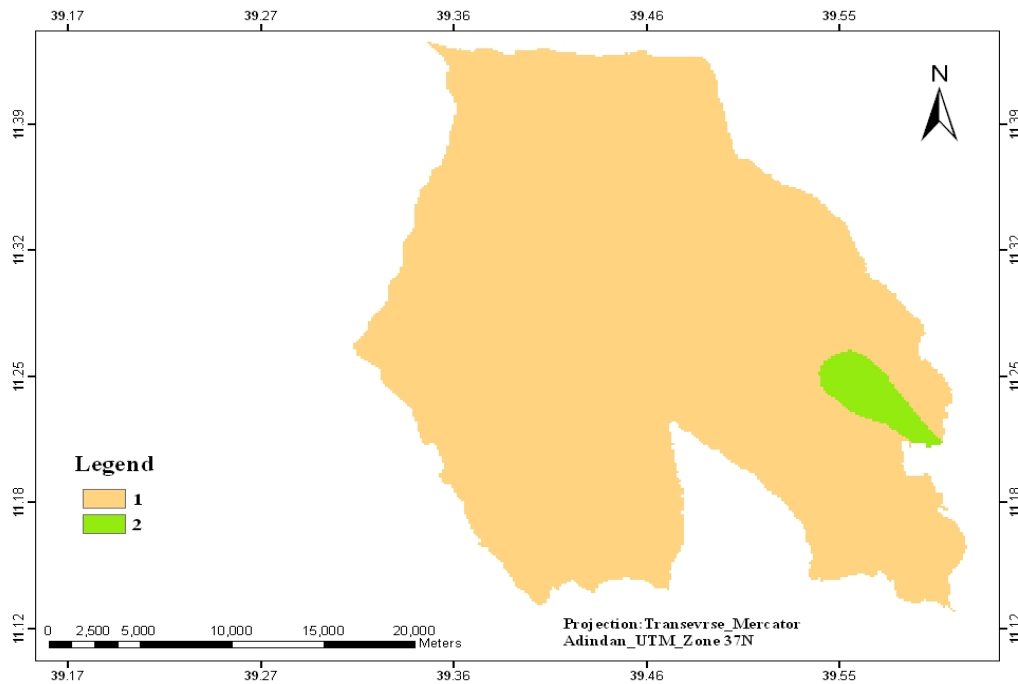 39.17 39.27 39.36 39.46 39.55
N
11.39 11.39
11.32 11.32
11.25 11.25
Legend
1
2
11.18 11.18
11.12 11.12
0 2,500 5,000 10,000 15,000 20,000
Meters
Projection:Transevrse_Mercator
Adindan_UTM_Zone 37N
39.17 39.27 39.36 39.46 39.55